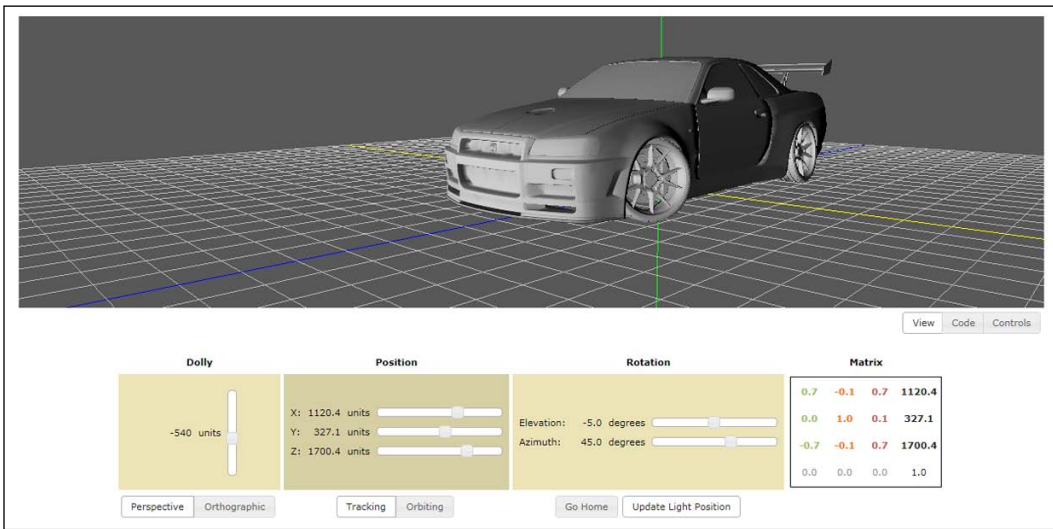 View Code Controls
Dolly Position Rotation Matrix
-540 units
X: 1120.4 units
Y: 327.1 units
Z: 1700.4 units
Elevation: -5.0 degrees
Azimuth: 45.0 degrees
0.7 -0.1 0.7 1120.4
0.0 1.0 0.1 327.1
-0.7 -0.1 0.7 1700.4
0.0 0.0 0.0 1.0
Perspective Orthographic Tracking Orbiting Go Home Update Light Position